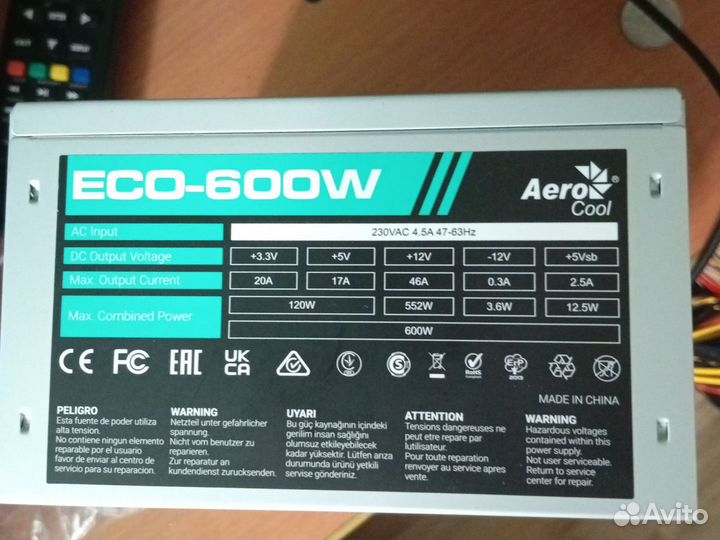 ECO-600W
Aero
Cool
®
AC Input 230VAC 4.5A 47-63Hz
DC Output Voltage +3.3V +5V +12V -12V +5Vsb
Max. Output Current 20A 17A 46A 0.3A 2.5A
Max. Combined Power 120W 552W 3.6W 12.5W
600W
CE FC EAC UK CA RoHS ErP 2013
MADE IN CHINA
PELIGRO
Esta fuente de poder utiliza
alta tension.
No contiene ningun elemento
reparable por el usuario
favor de enviar al centro de
servicio para su reparacion.
WARNING
Netzteil unter gefahrlicher
spannung.
Nicht vom benutzer zu
reparieren.
Zur reparatur an
kundendienst zurucksenden.
UYARI
Bu güç kaynağının içindeki
gerilim insan sağlığını
olumsuz etkileyebilecek
kadar yüksektir. Lütfen arıza
durumunda ürünü yetkili
servise gönderiniz.
ATTENTION
Tensions dangereuses ne
peut etre repare par
l'utilisateur.
Pour toute reparation
renvoyer au service apres
vente.
WARNING
Hazardous voltages
contained within this
power supply.
Not user serviceable.
Return to service
center for repair.
Avito